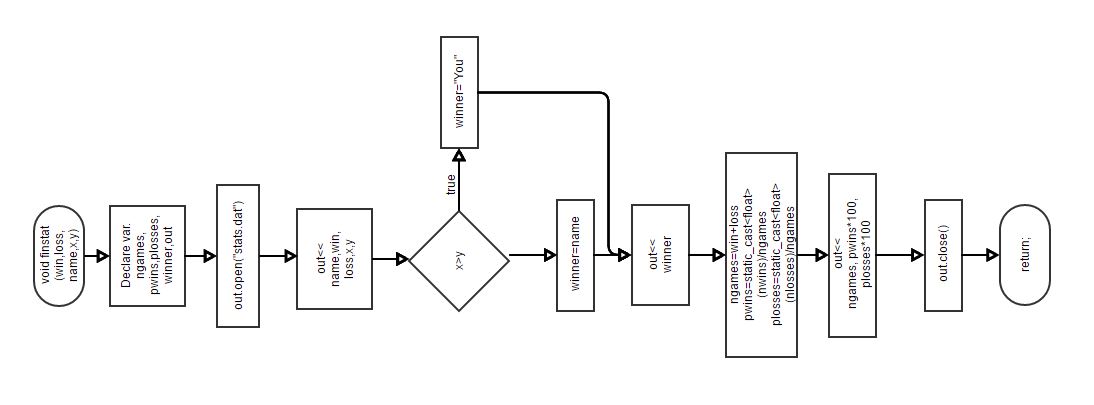 void finstat
(win,loss,
name,x,y)
Declare var.
ngames,
pwins,plosses,
winner,out
out.open("stats.dat")
out<<
name,win,
loss,x,y
x>y
true
winner="You"
winner=name
out<<
winner
ngames=win+loss
pwins=static_cast<float>
(nwins)/ngames
plosses=static_cast<float>
(nlosses)/ngames
out<<
ngames, pwins*100,
plosses*100
out.close()
return;